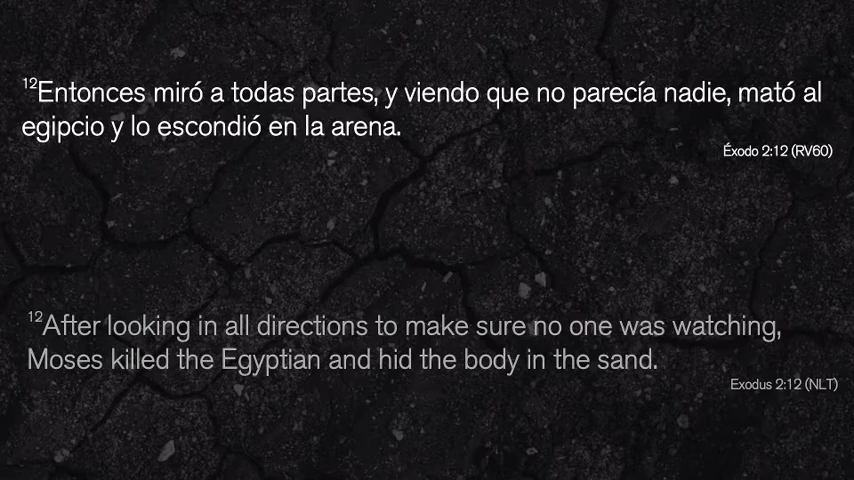 ¹²Entonces miró a todas partes, y viendo que no parecía nadie, mató al
egipcio y lo escondió en la arena.
Éxodo 2:12 (RV60)
¹²After looking in all directions to make sure no one was watching,
Moses killed the Egyptian and hid the body in the sand.
Exodus 2:12 (NLT)